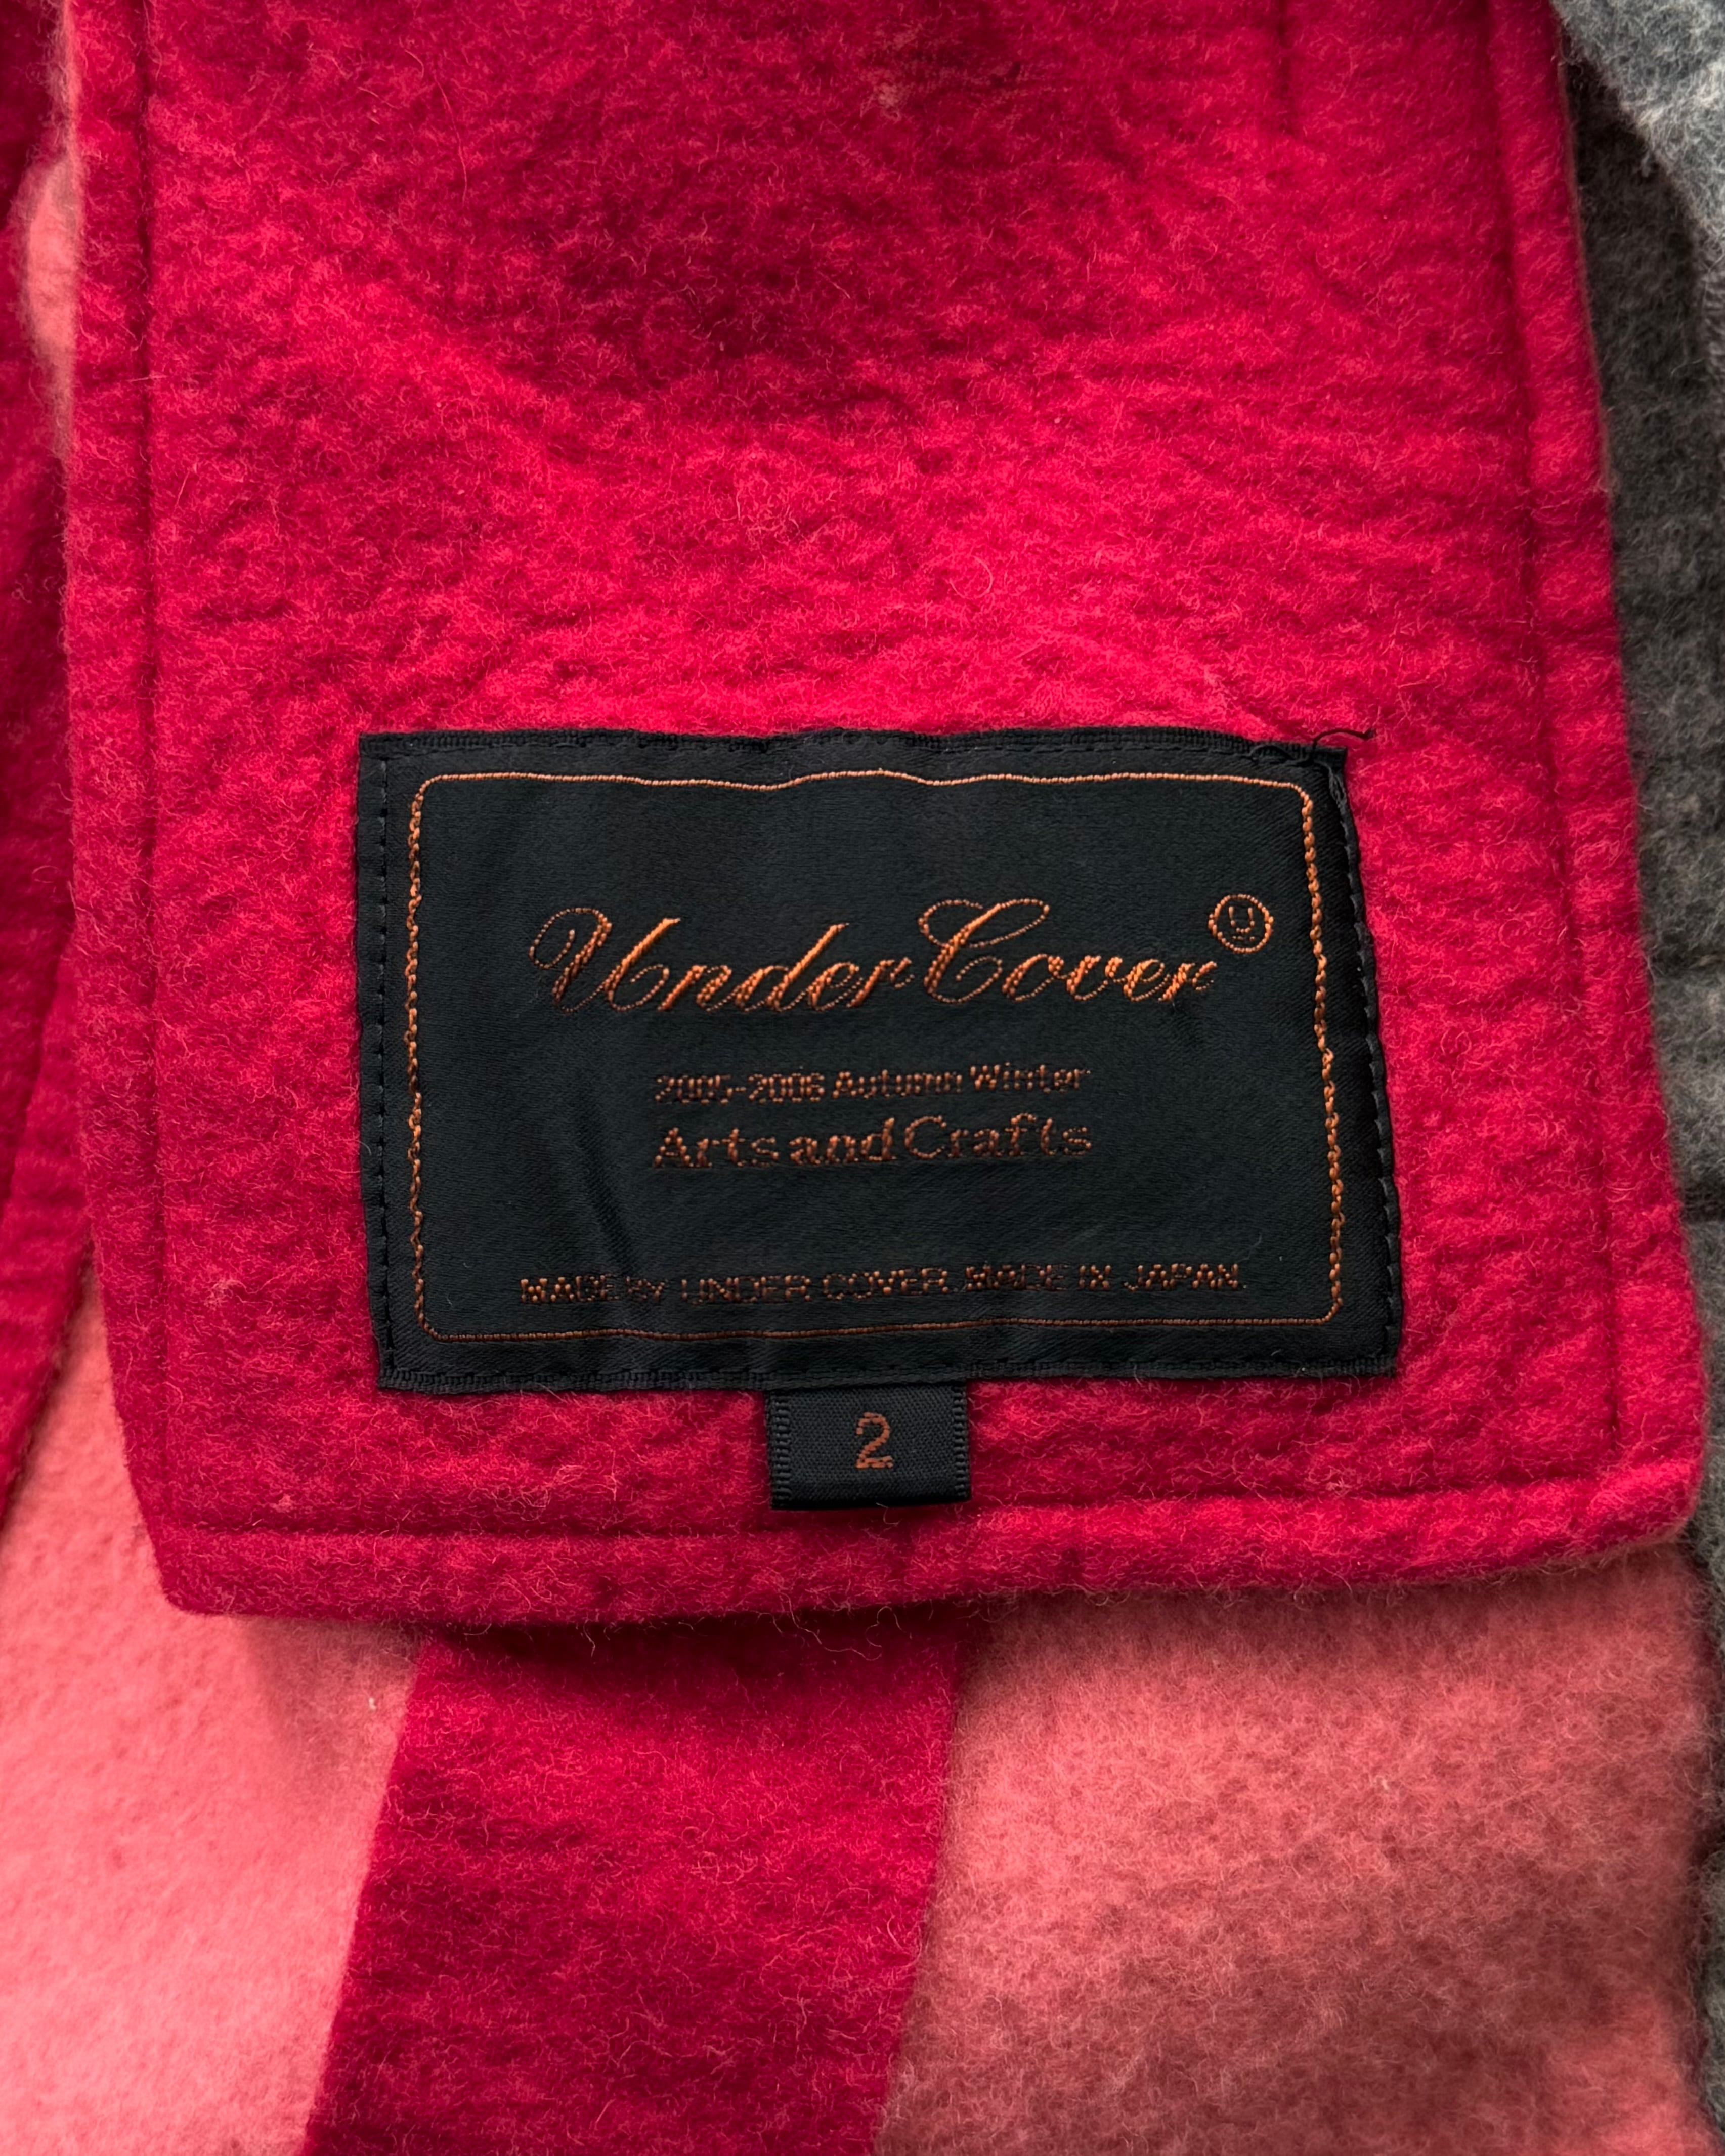 UnderCover Ⓤ
2005-2006 Autumn Winter
Arts and Crafts
MADE by UNDER COVER. MADE IN JAPAN.
2